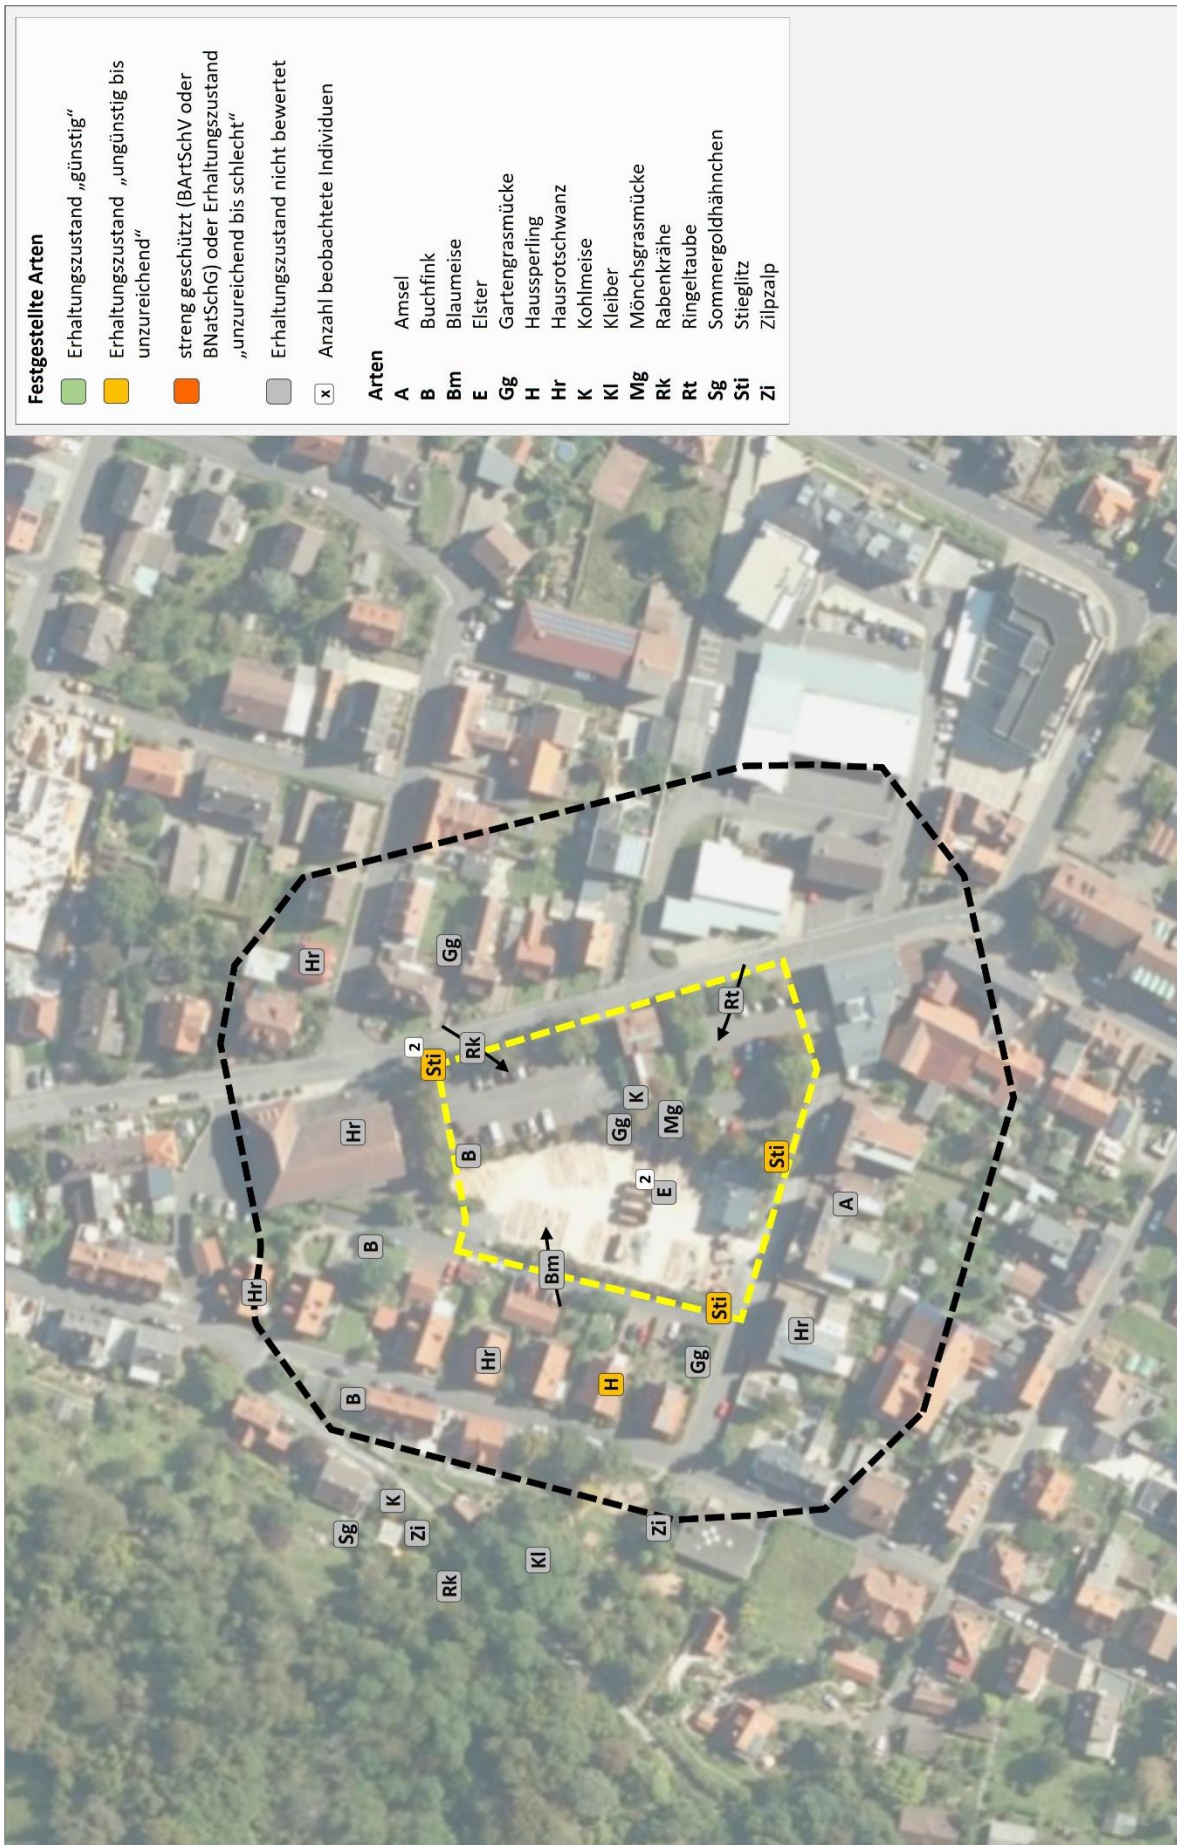 Festgestellte Arten
Erhaltungszustand „günstig“
Erhaltungszustand „ungünstig bis
unzureichend“
streng geschützt (BArtSchV oder
BNatSchG) oder Erhaltungszustand
„unzureichend bis schlecht“
Erhaltungszustand nicht bewertet
x Anzahl beobachtete Individuen
Arten
A Amsel
B Buchfink
Bm Blaumeise
E Elster
Gg Gartengrasmücke
H Haussperling
Hr Hausrotschwanz
K Kohlmeise
Kl Kleiber
Mg Mönchsgrasmücke
Rk Rabenkrähe
Rt Ringeltaube
Sg Sommergoldhähnchen
Sti Stieglitz
Zi Zilpzalp
Hr
Hr
Hr
Sg
B
B
K
Zi
2
Sti
Rk
Gg
B
Rk
Hr
Kl
Bm
H
Gg
K
2
E
Mg
Zi
Gg
Sti
Rt
Sti
Hr
A